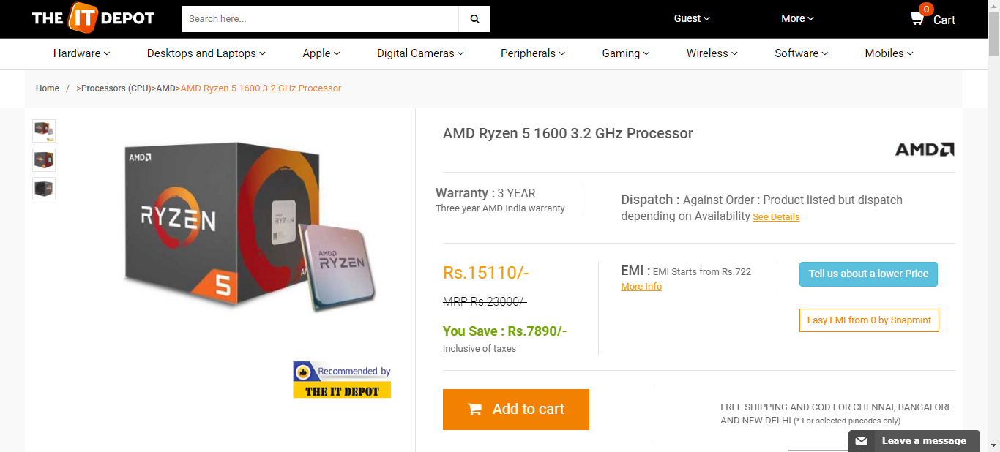 THE IT DEPOT
Search here...
Guest
More
0
Cart
Hardware
Desktops and Laptops
Apple
Digital Cameras
Peripherals
Gaming
Wireless
Software
Mobiles
Home / >Processors (CPU)>AMD>AMD Ryzen 5 1600 3.2 GHz Processor
AMD Ryzen 5 1600 3.2 GHz Processor
AMD
AMD
RYZEN
5
RYZEN
AMD
RYZEN
Recommended by
THE IT DEPOT
Warranty : 3 YEAR
Three year AMD India warranty
Dispatch : Against Order : Product listed but dispatch
depending on Availability See Details
Rs.15110/-
MRP Rs.23000/-
You Save : Rs.7890/-
Inclusive of taxes
EMI : EMI Starts from Rs.722
More Info
Tell us about a lower Price
Easy EMI from 0 by Snapmint
Add to cart
FREE SHIPPING AND COD FOR CHENNAI, BANGALORE
AND NEW DELHI (*-For selected pincodes only)
Leave a message